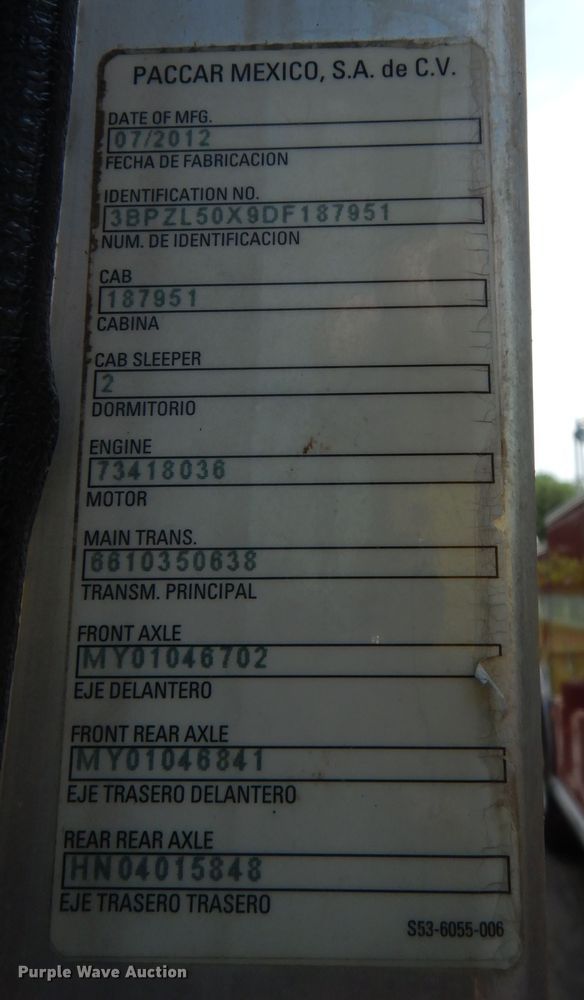 PACCAR MEXICO, S.A. de C.V.
DATE OF MFG.
07/2012
FECHA DE FABRICACION
IDENTIFICATION NO.
3BPZL50X9DF187951
NUM. DE IDENTIFICACION
CAB
187951
CABINA
CAB SLEEPER
2
DORMITORIO
ENGINE
73418036
MOTOR
MAIN TRANS.
6610350638
TRANSM. PRINCIPAL
FRONT AXLE
MY01046702
EJE DELANTERO
FRONT REAR AXLE
MY01046841
EJE TRASERO DELANTERO
REAR REAR AXLE
HN04015848
EJE TRASERO TRASERO
S53-6055-006
Purple Wave Auction